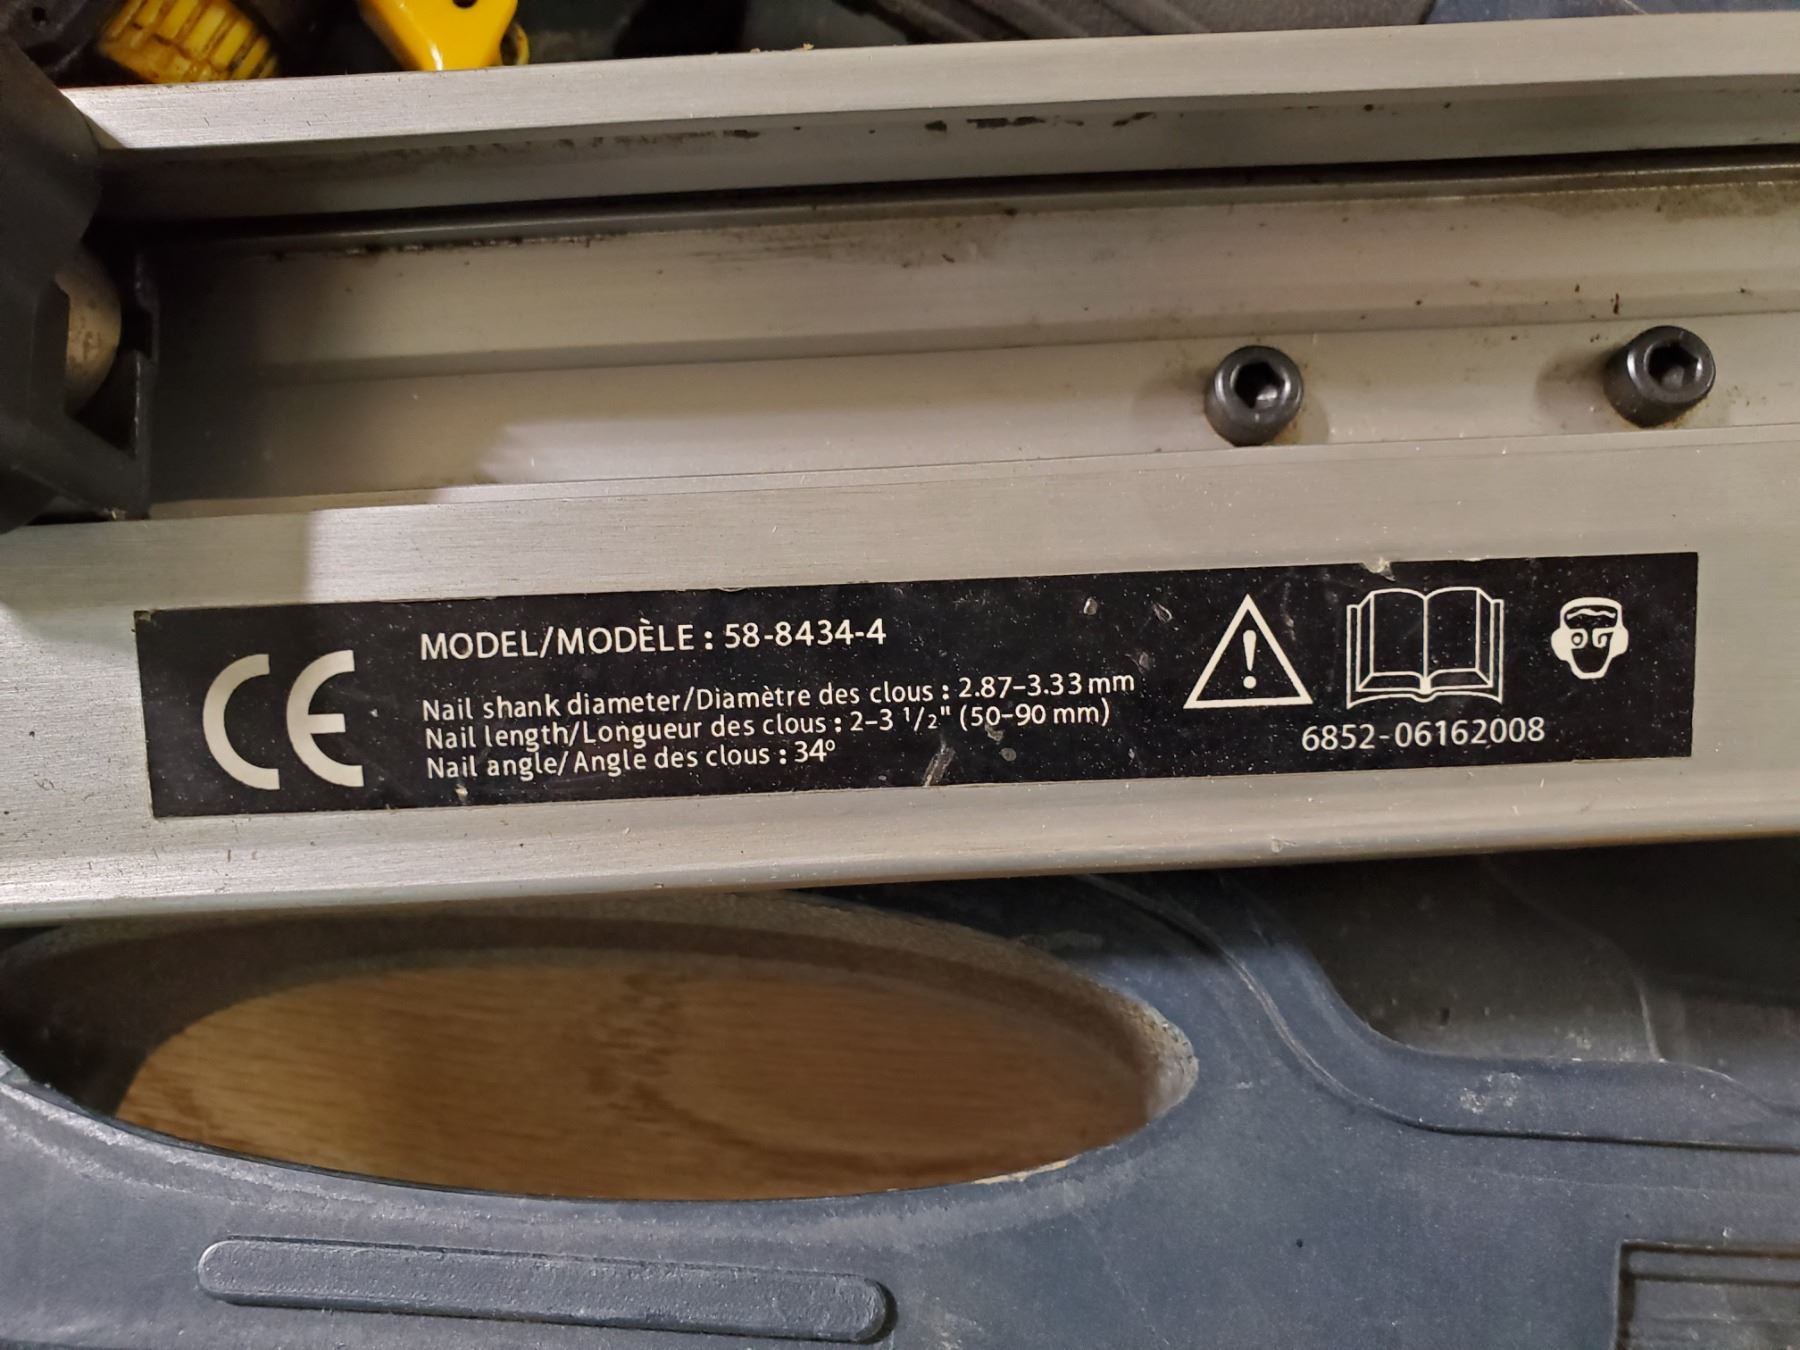 CE
MODEL/MODÈLE : 58-8434-4
Nail shank diameter/Diamètre des clous : 2.87–3.33 mm
Nail length/Longueur des clous : 2–3 1/2" (50–90 mm)
Nail angle/Angle des clous : 34º
6852-06162008